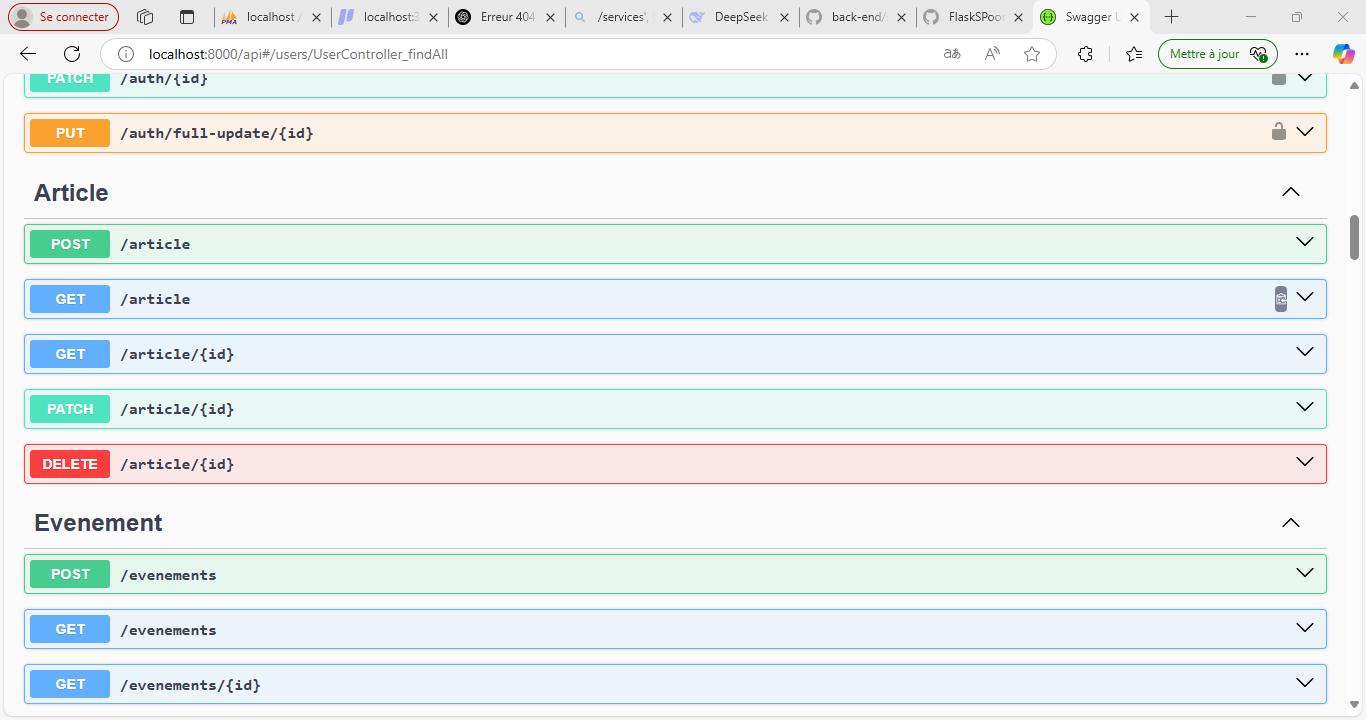 Se connecter
localhost /
localhost:3
Erreur 404
/services',
DeepSeek
back-end/
FlaskSPoor
Swagger U
localhost:8000/api#/users/UserController_findAll
Mettre à jour
PATCH /auth/{id}
PUT /auth/full-update/{id}
Article
POST /article
GET /article
GET /article/{id}
PATCH /article/{id}
DELETE /article/{id}
Evenement
POST /evenements
GET /evenements
GET /evenements/{id}